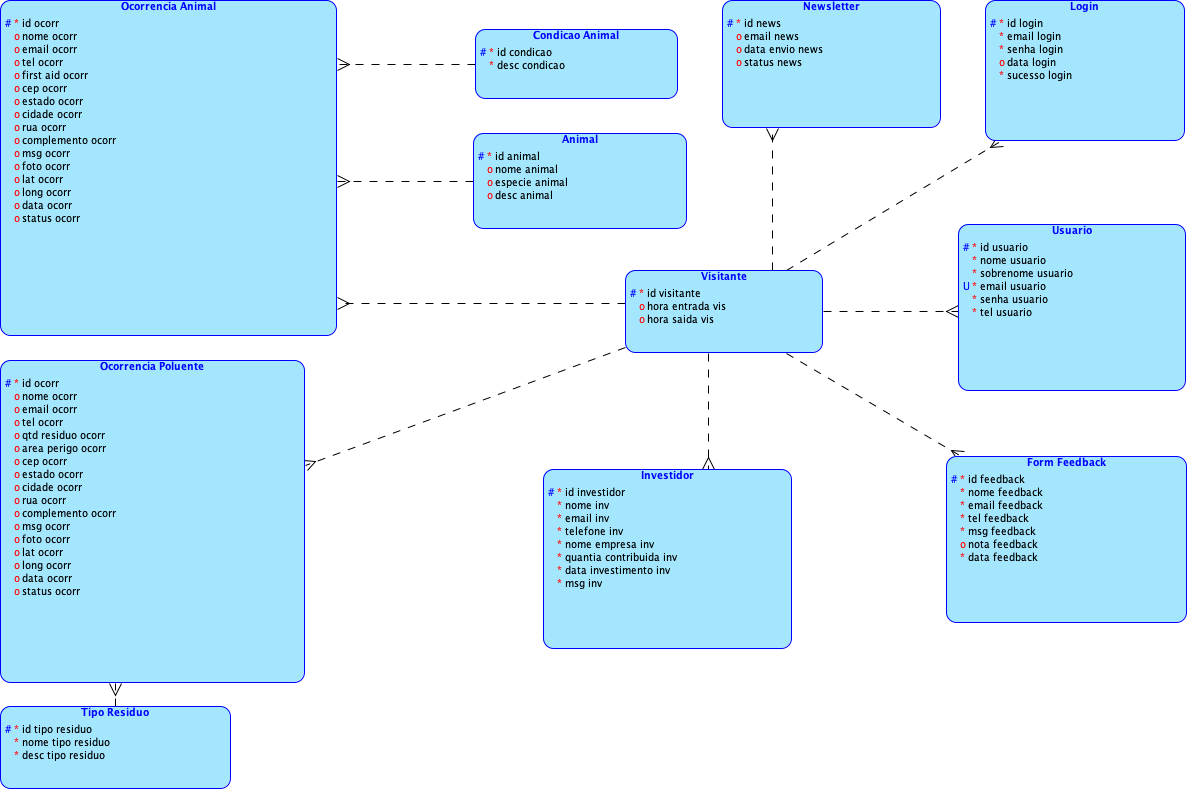 Ocorrencia Animal
# * id ocorr
o nome ocorr
o email ocorr
o tel ocorr
o first aid ocorr
o cep ocorr
o estado ocorr
o cidade ocorr
o rua ocorr
o complemento ocorr
o msg ocorr
o foto ocorr
o lat ocorr
o long ocorr
o data ocorr
o status ocorr
Condicao Animal
# * id condicao
* desc condicao
Animal
# * id animal
o nome animal
o especie animal
o desc animal
Newsletter
# * id news
o email news
o data envio news
o status news
Login
# * id login
* email login
* senha login
o data login
* sucesso login
Usuario
# * id usuario
* nome usuario
* sobrenome usuario
U * email usuario
* senha usuario
* tel usuario
Visitante
# * id visitante
o hora entrada vis
o hora saida vis
Ocorrencia Poluente
# * id ocorr
o nome ocorr
o email ocorr
o tel ocorr
o qtd residuo ocorr
o area perigo ocorr
o cep ocorr
o estado ocorr
o cidade ocorr
o rua ocorr
o complemento ocorr
o msg ocorr
o foto ocorr
o lat ocorr
o long ocorr
o data ocorr
o status ocorr
Investidor
# * id investidor
* nome inv
* email inv
* telefone inv
* nome empresa inv
* quantia contribuida inv
* data investimento inv
* msg inv
Form Feedback
# * id feedback
* nome feedback
* email feedback
* tel feedback
* msg feedback
o nota feedback
* data feedback
Tipo Residuo
# * id tipo residuo
* nome tipo residuo
* desc tipo residuo